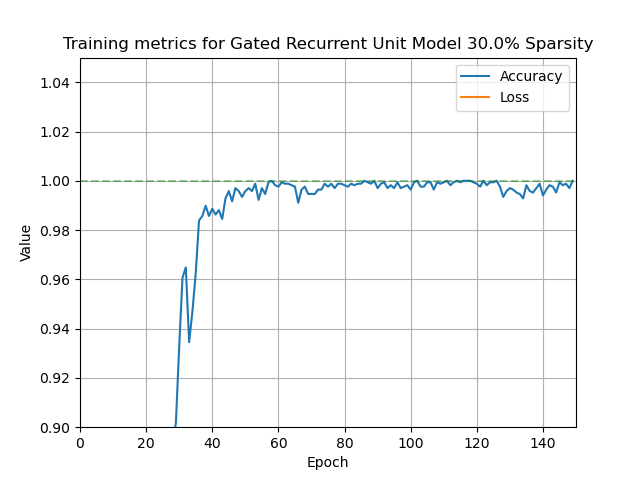 Training metrics for Gated Recurrent Unit Model 30.0% Sparsity
Accuracy
Loss
Value
1.04
1.02
1.00
0.98
0.96
0.94
0.92
0.90
0 20 40 60 80 100 120 140
Epoch